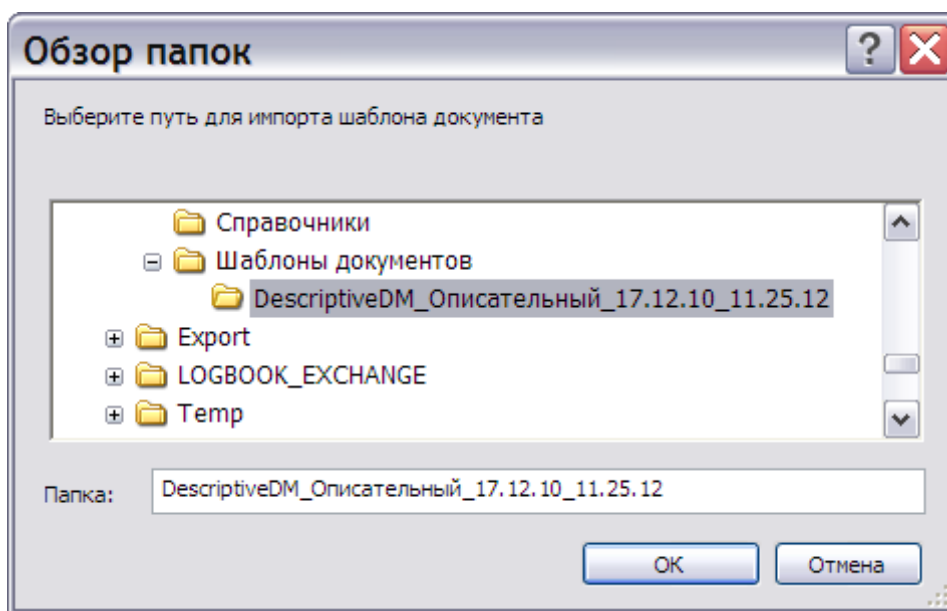 Обзор папок
Выберите путь для импорта шаблона документа
Справочники
Шаблоны документов
DescriptiveDM_Описательный_17.12.10_11.25.12
Export
LOGBOOK_EXCHANGE
Temp
Папка: DescriptiveDM_Описательный_17.12.10_11.25.12
ОК Отмена